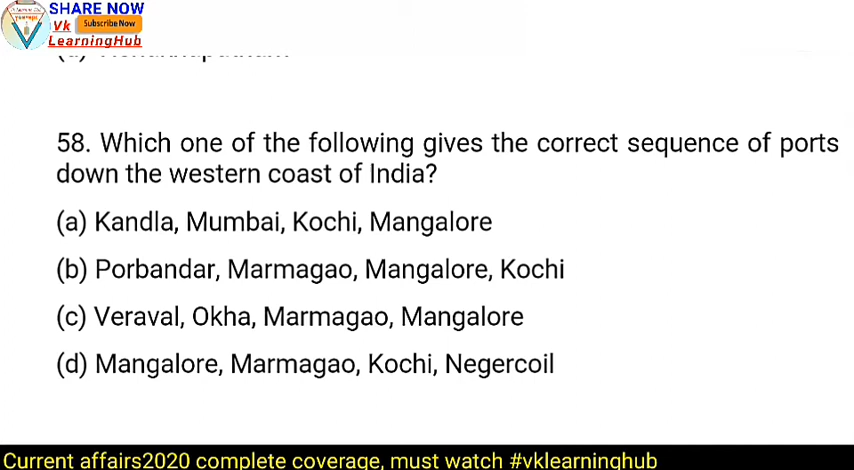 SHARE NOW
Vk Subscribe Now
LearningHub
58. Which one of the following gives the correct sequence of ports
down the western coast of India?
(a) Kandla, Mumbai, Kochi, Mangalore
(b) Porbandar, Marmagao, Mangalore, Kochi
(c) Veraval, Okha, Marmagao, Mangalore
(d) Mangalore, Marmagao, Kochi, Negercoil
Current affairs2020 complete coverage, must watch #vklearninghub